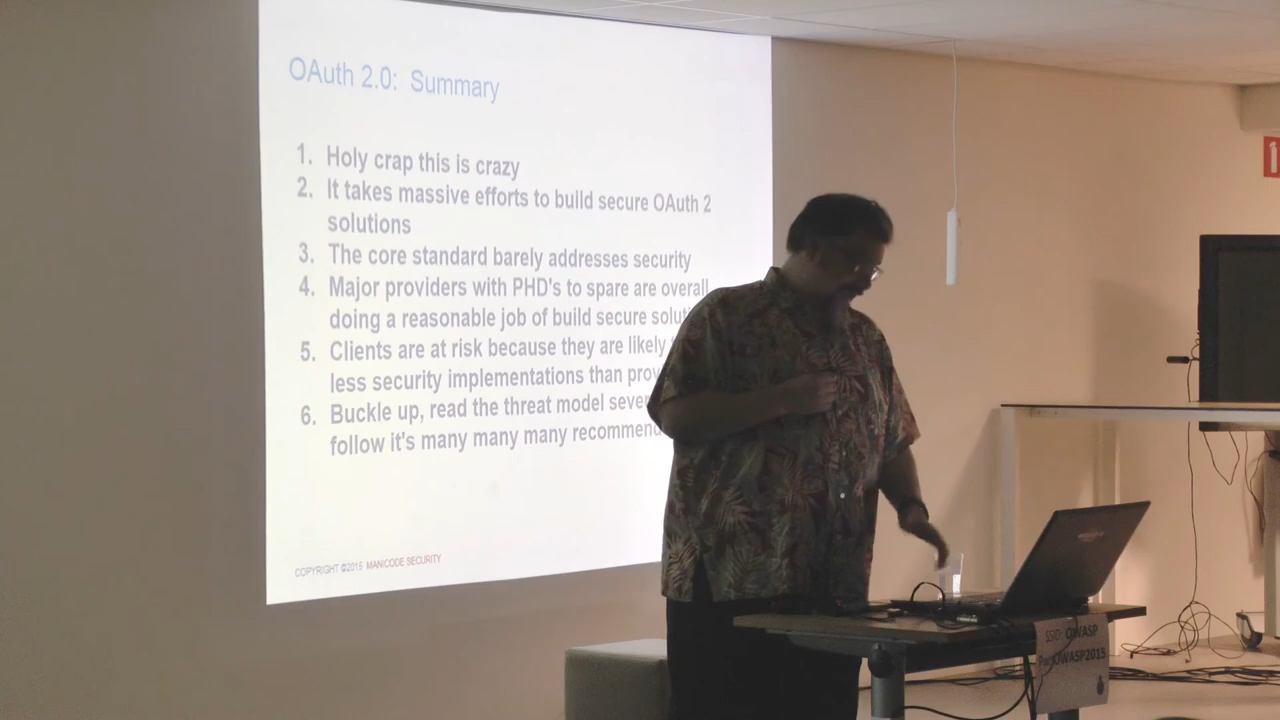 OAuth 2.0: Summary
1. Holy crap this is crazy
2. It takes massive efforts to build secure OAuth 2
solutions
3. The core standard barely addresses security
4. Major providers with PHD's to spare are overall
doing a reasonable job of build secure
5. Clients are at risk because they are likely
less security implementations than
6. Buckle up, read the threat model
follow it's many many many
COPYRIGHT ©2015 MANICODE SECURITY
SSID: OWASP
OWASP2015